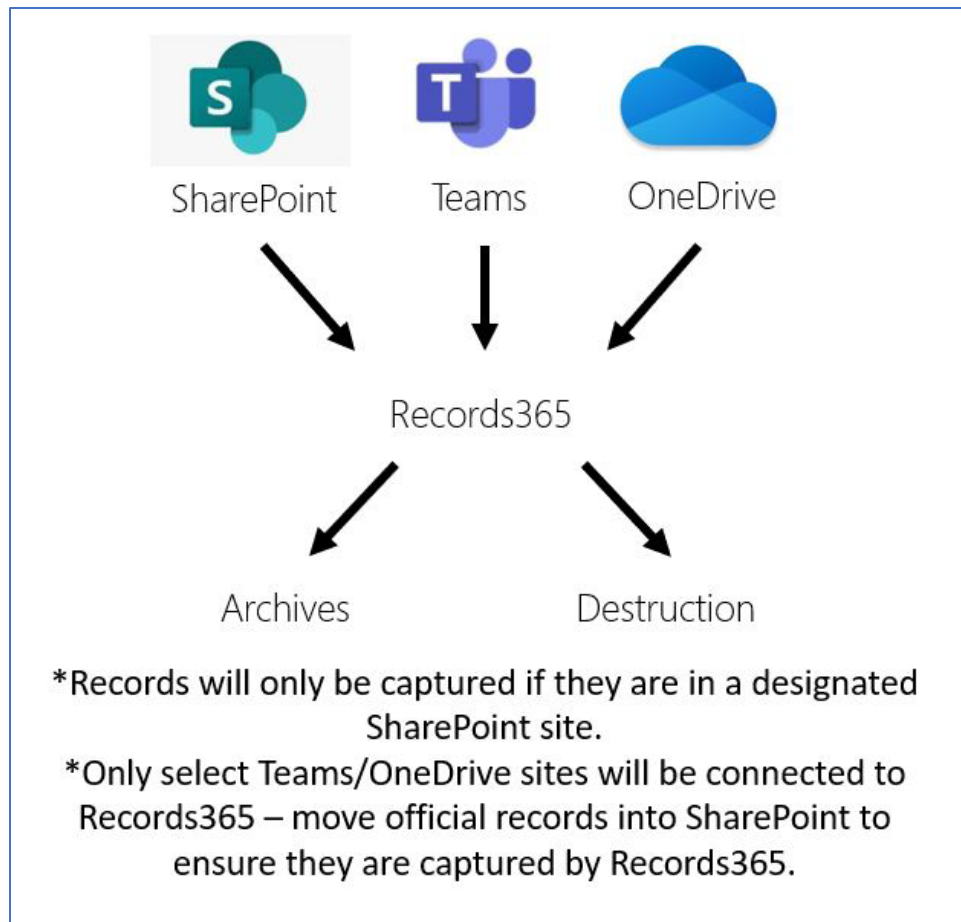 S
T
SharePoint
Teams
OneDrive
Records365
Archives
Destruction
*Records will only be captured if they are in a designated
SharePoint site.
*Only select Teams/OneDrive sites will be connected to
Records365 – move official records into SharePoint to
ensure they are captured by Records365.